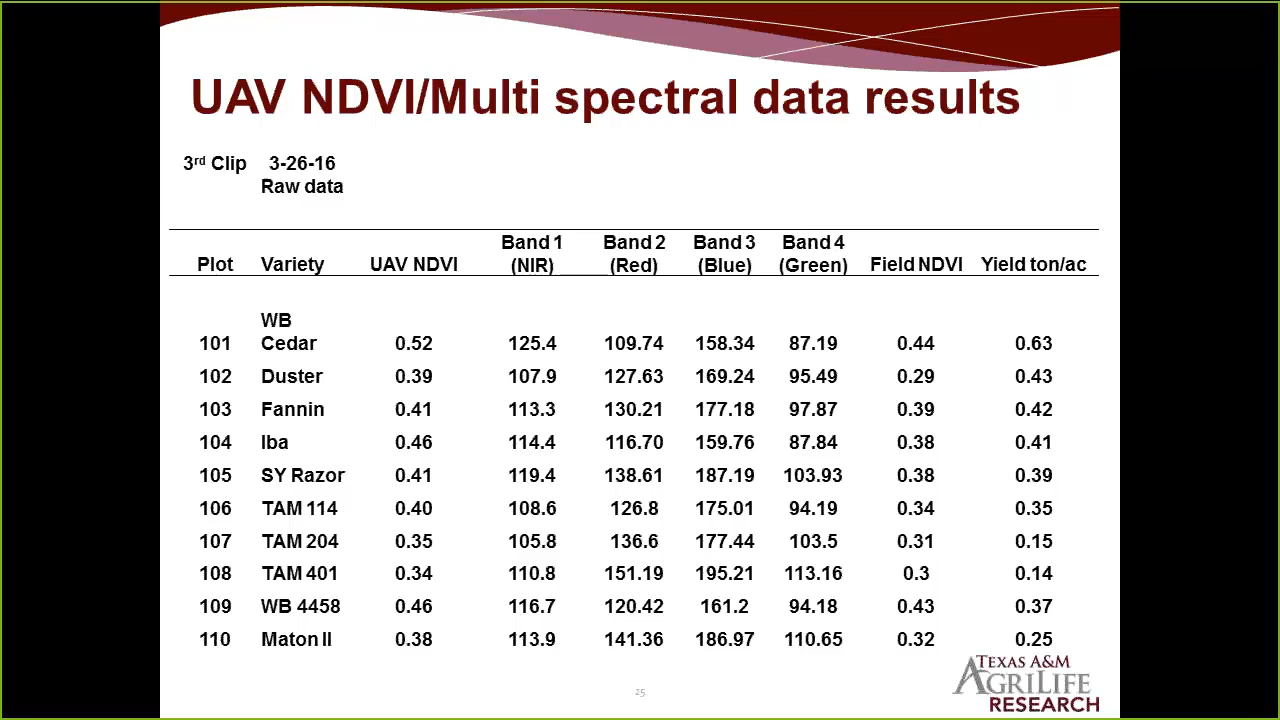 UAV NDVI/Multi spectral data results
3rd Clip 3-26-16
Raw data
Band 1 Band 2 Band 3 Band 4
Plot Variety UAV NDVI (NIR) (Red) (Blue) (Green) Field NDVI Yield ton/ac
WB
101 Cedar 0.52 125.4 109.74 158.34 87.19 0.44 0.63
102 Duster 0.39 107.9 127.63 169.24 95.49 0.29 0.43
103 Fannin 0.41 113.3 130.21 177.18 97.87 0.39 0.42
104 Iba 0.46 114.4 116.70 159.76 87.84 0.38 0.41
105 SY Razor 0.41 119.4 138.61 187.19 103.93 0.38 0.39
106 TAM 114 0.40 108.6 126.8 175.01 94.19 0.34 0.35
107 TAM 204 0.35 105.8 136.6 177.44 103.5 0.31 0.15
108 TAM 401 0.34 110.8 151.19 195.21 113.16 0.3 0.14
109 WB 4458 0.46 116.7 120.42 161.2 94.18 0.43 0.37
110 Maton II 0.38 113.9 141.36 186.97 110.65 0.32 0.25
25
TEXAS A&M
AGRILIFE
RESEARCH